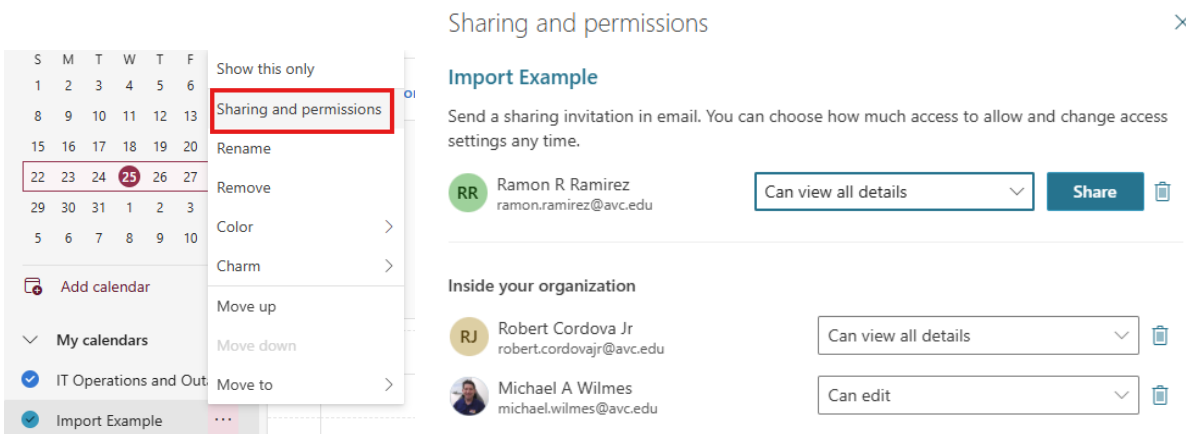 S M T W T F
1 2 3 4 5 6
8 9 10 11 12 13
15 16 17 18 19 20
22 23 24 25 26 27
29 30 31 1 2 3
5 6 7 8 9 10
Add calendar
My calendars
IT Operations and Out
Import Example
...
Show this only
Sharing and permissions
Rename
Remove
Color
Charm
Move up
Move down
Move to
Sharing and permissions
Import Example
Send a sharing invitation in email. You can choose how much access to allow and change access
settings any time.
RR
Ramon R Ramirez
ramon.ramirez@avc.edu
Can view all details
Share
Inside your organization
RJ
Robert Cordova Jr
robert.cordovajr@avc.edu
Can view all details
Michael A Wilmes
michael.wilmes@avc.edu
Can edit